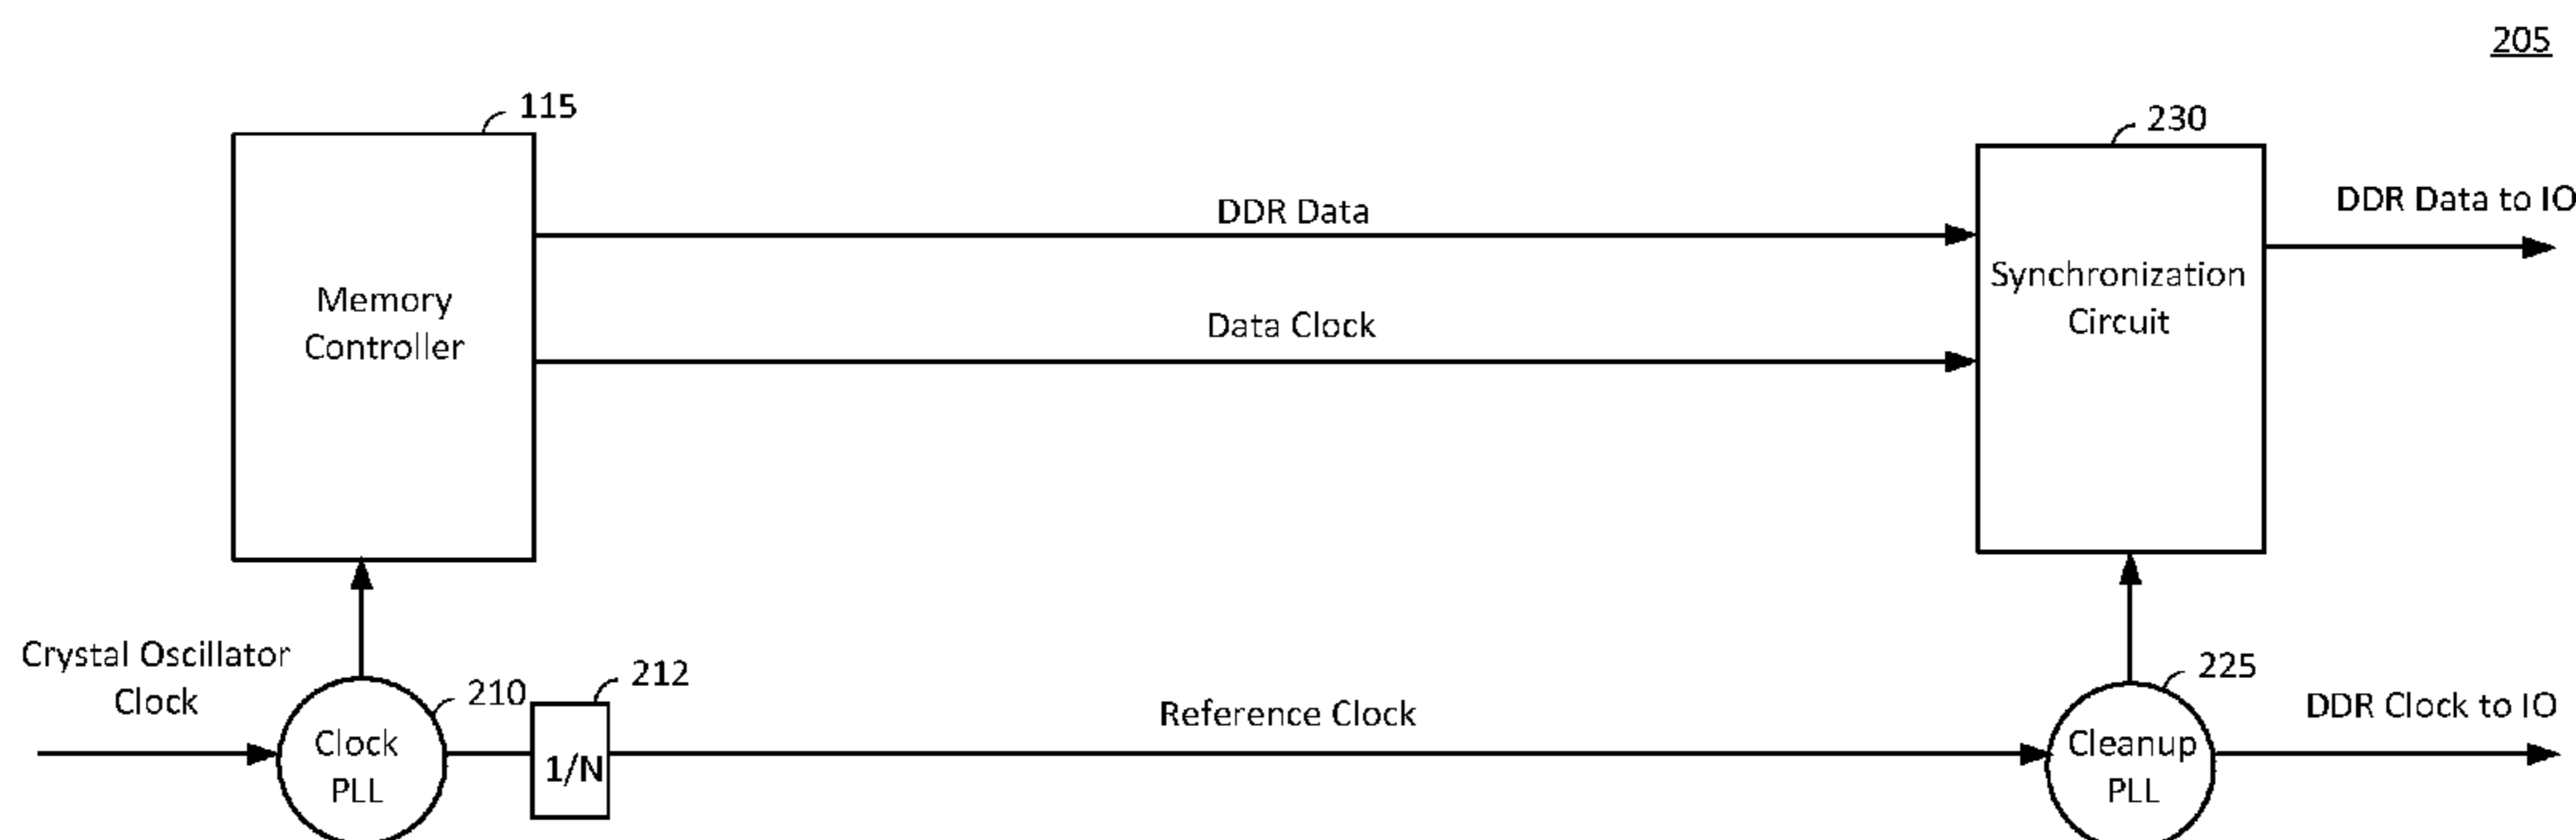 205
115
230
DDR Data
DDR Data to IO
Memory
Controller
Synchronization
Circuit
Data Clock
Crystal Oscillator
Clock
210
212
Reference Clock
225
DDR Clock to IO
Clock
PLL
1/N
Cleanup
PLL